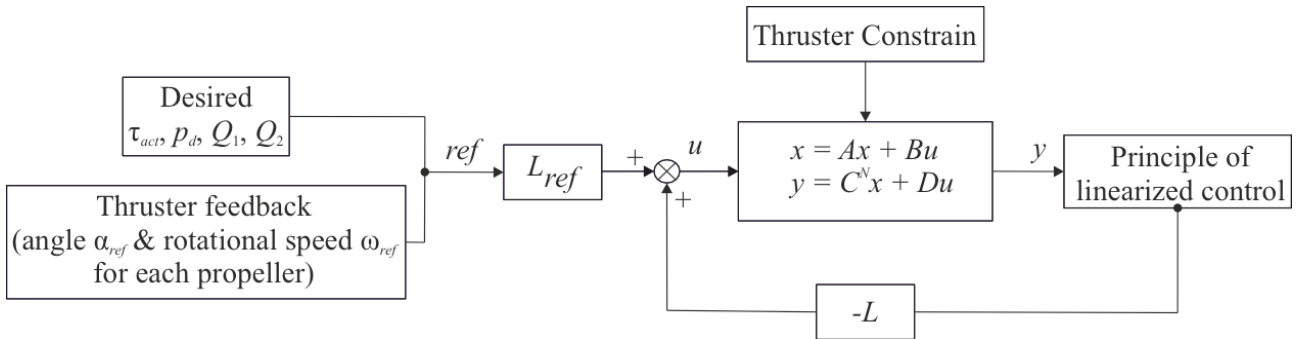 Thruster Constrain
Desired
τact, pd, Q1, Q2
ref
Lref
+
u
+
x = Ax + Bu
y = C^N x + Du
y
Principle of
linearized control
Thruster feedback
(angle αref & rotational speed ωref
for each propeller)
-L